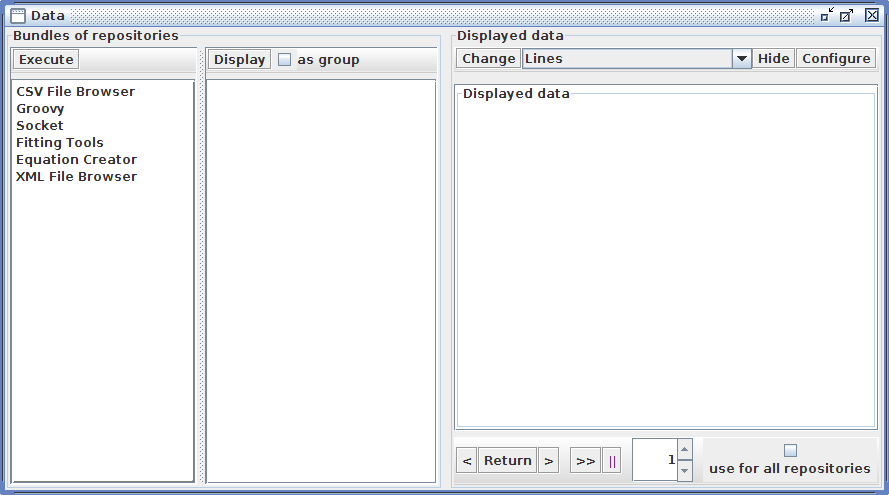 Data
Bundles of repositories
Execute
CSV File Browser
Groovy
Socket
Fitting Tools
Equation Creator
XML File Browser
Display as group
Displayed data
Change Lines Hide Configure
Displayed data
< Return > >> || 1
use for all repositories